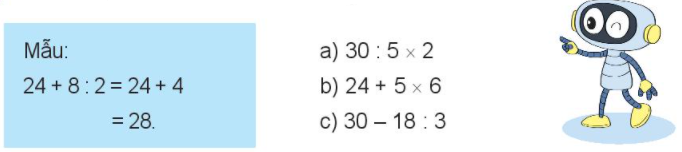 Mẫu:
24 + 8 : 2 = 24 + 4
= 28.
a) 30 : 5 × 2
b) 24 + 5 × 6
c) 30 – 18 : 3